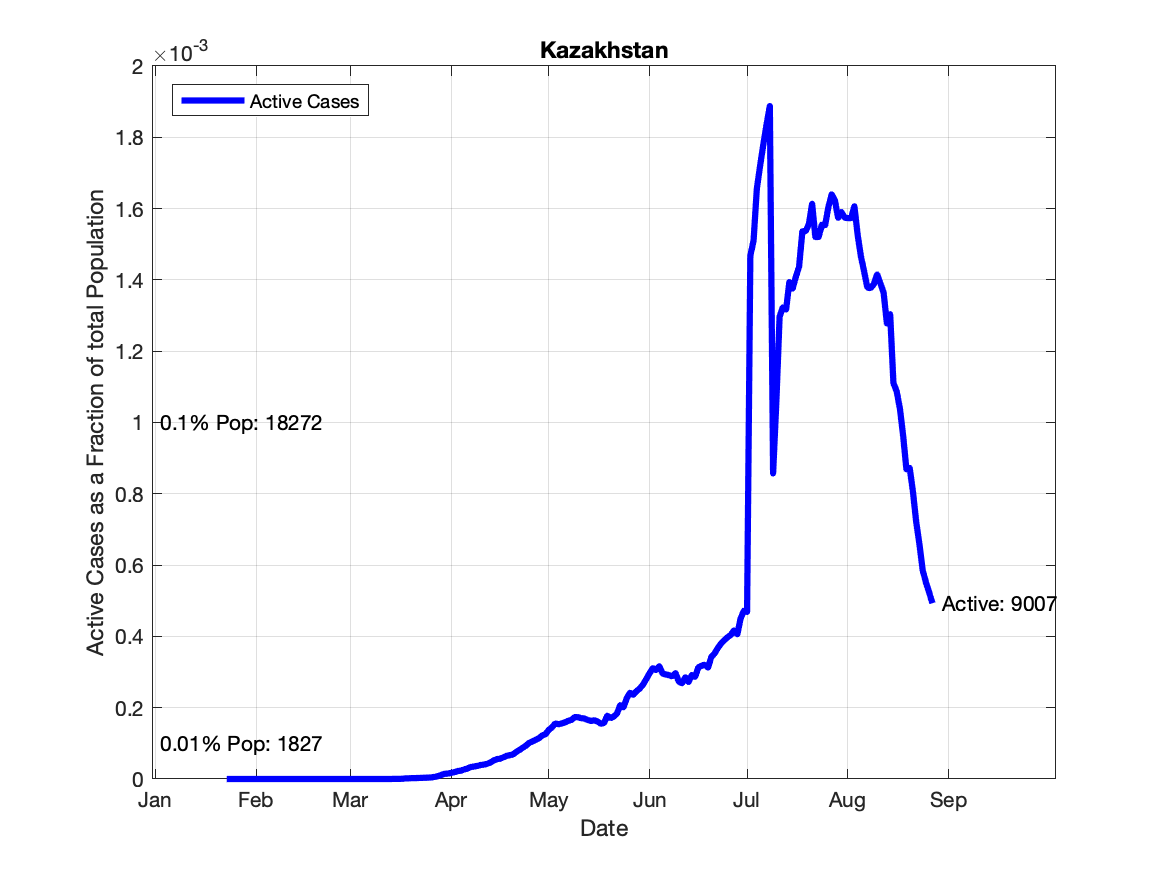 Kazakhstan
×10-3
Active Cases
2
1.8
1.6
1.4
1.2
1
0.8
0.6
0.4
0.2
0
Active Cases as a Fraction of total Population
0.1% Pop: 18272
0.01% Pop: 1827
Active: 9007
Jan Feb Mar Apr May Jun Jul Aug Sep
Date